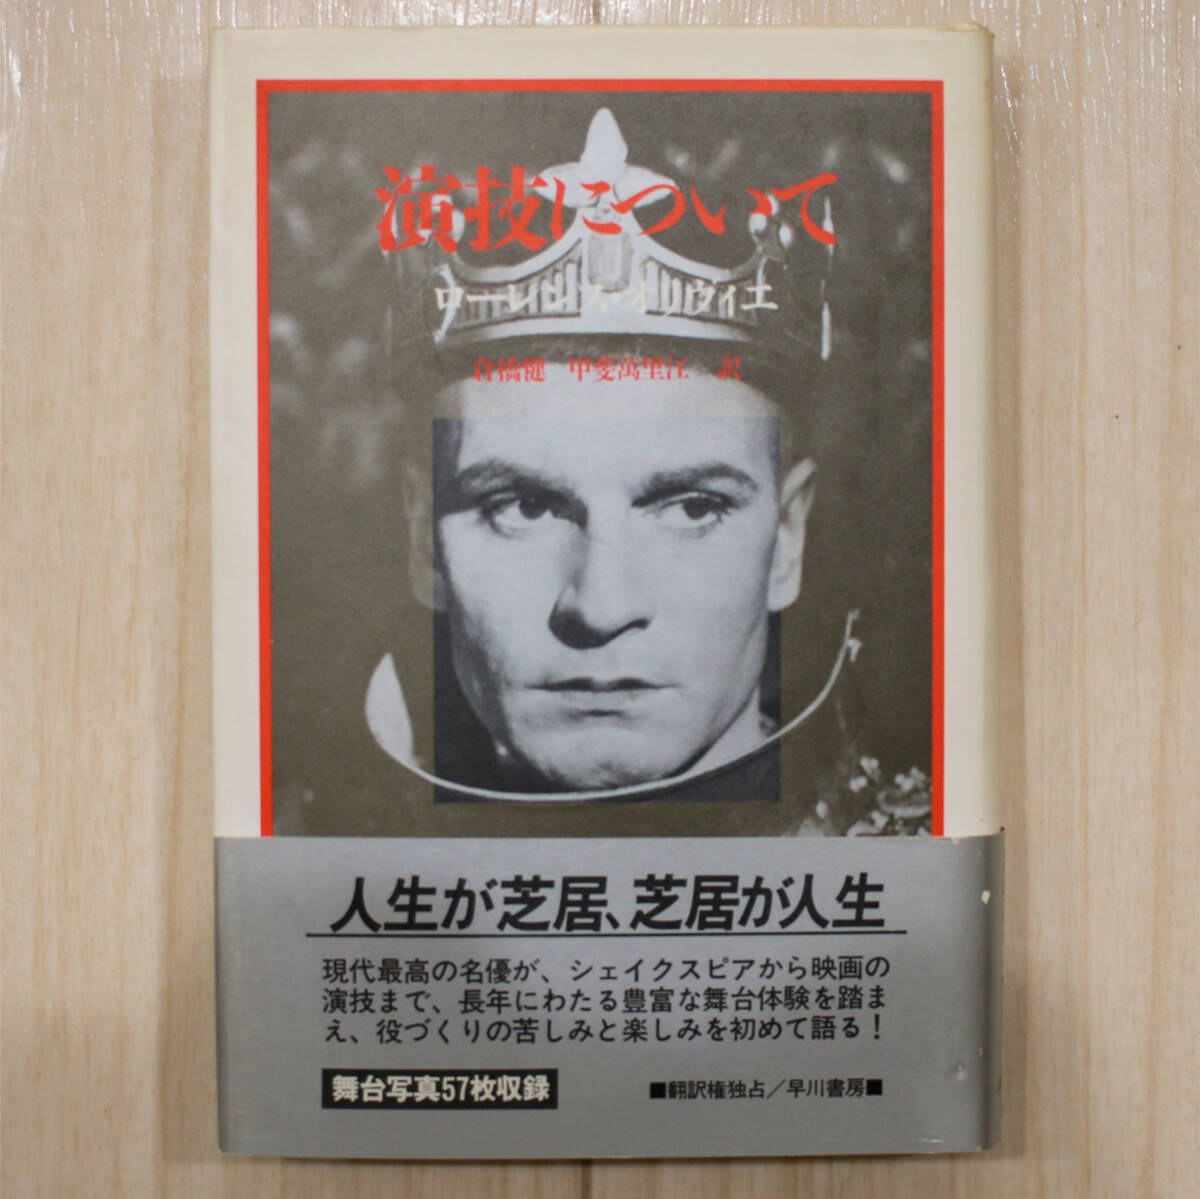 演技について
ローレンス・オリヴィエ
倉橋健 甲斐萬里江 訳
人生が芝居、芝居が人生
現代最高の名優が、シェイクスピアから映画の
演技まで、長年にわたる豊富な舞台体験を踏ま
え、役づくりの苦しみと楽しみを初めて語る！
舞台写真57枚収録
■翻訳権独占／早川書房■